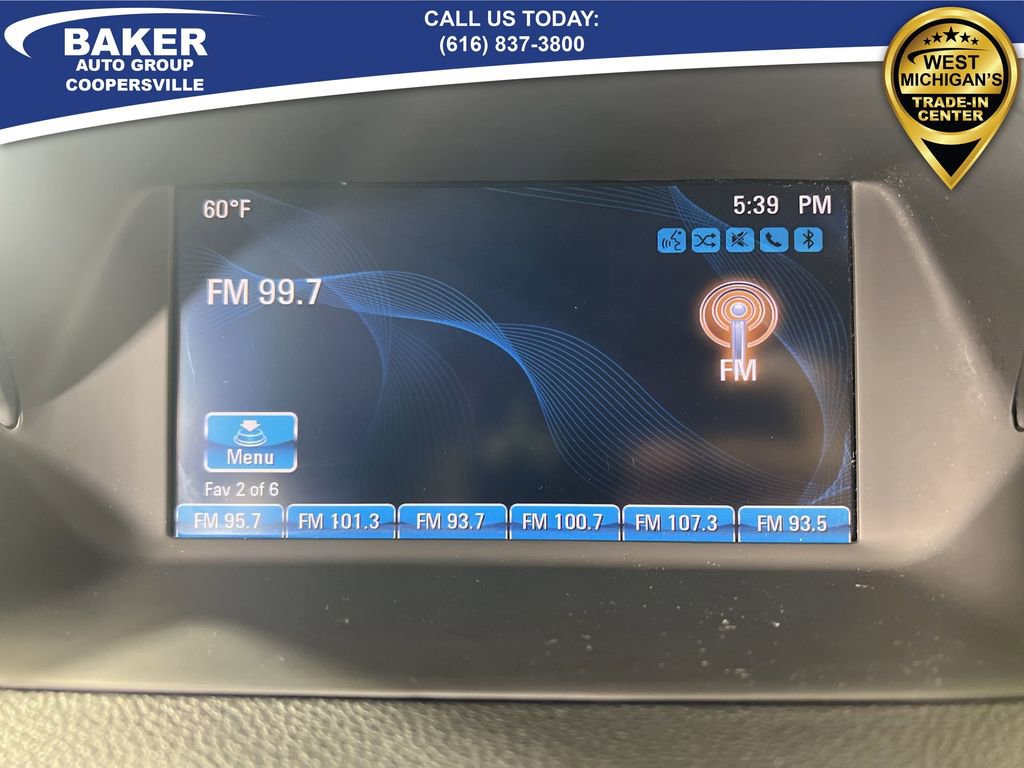 BAKER
AUTO GROUP
COOPERSVILLE
CALL US TODAY:
(616) 837-3800
WEST
MICHIGAN'S
TRADE-IN
CENTER
60°F
5:39 PM
FM 99.7
FM
Menu
Fav 2 of 6
FM 95.7 FM 101.3 FM 93.7 FM 100.7 FM 107.3 FM 93.5